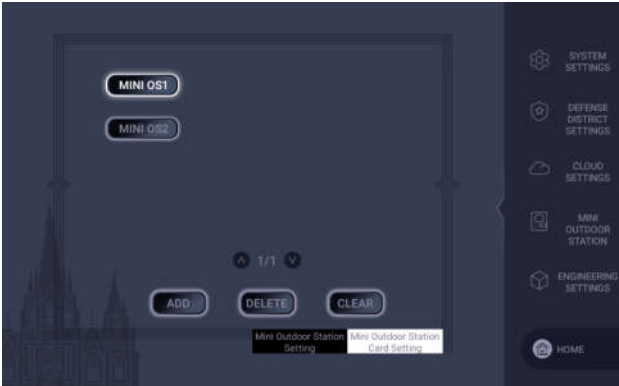 MINI OS1
MINI OS2
1/1
ADD
DELETE
CLEAR
Mini Outdoor Station
Setting
Mini Outdoor Station
Card Setting
SYSTEM
SETTINGS
DEFENSE
DISTRICT
SETTINGS
CLOUD
SETTINGS
MINI
OUTDOOR
STATION
ENGINEERING
SETTINGS
HOME